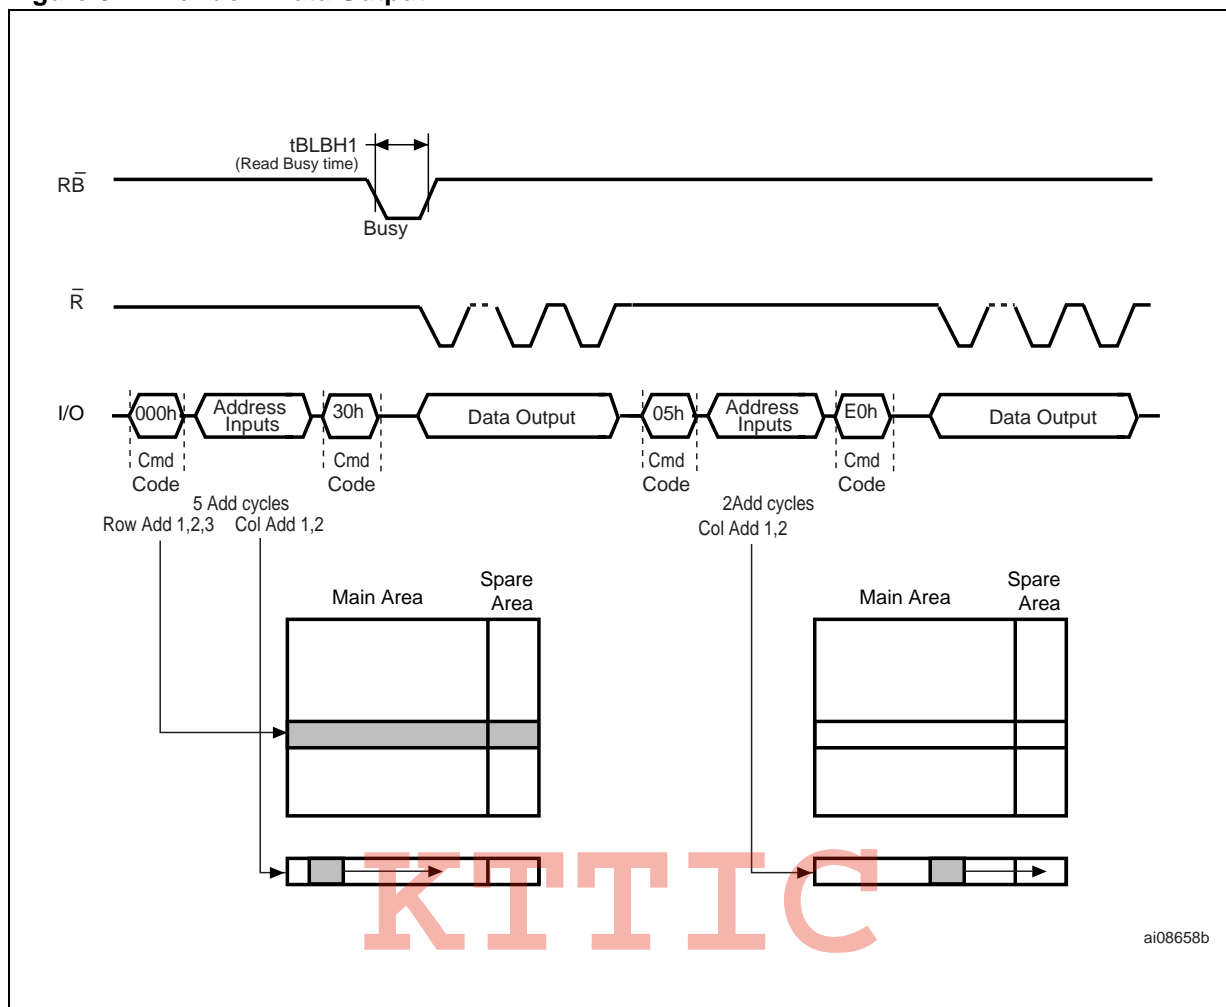 tBLBH1
(Read Busy time)
RB̅
Busy
R̅
I/O
000h
Address
Inputs
30h
Data Output
05h
Address
Inputs
E0h
Data Output
Cmd
Code
Cmd
Code
Cmd
Code
Cmd
Code
5 Add cycles
Row Add 1,2,3
Col Add 1,2
2Add cycles
Col Add 1,2
Main Area
Spare
Area
Main Area
Spare
Area
KTTIC
ai08658b